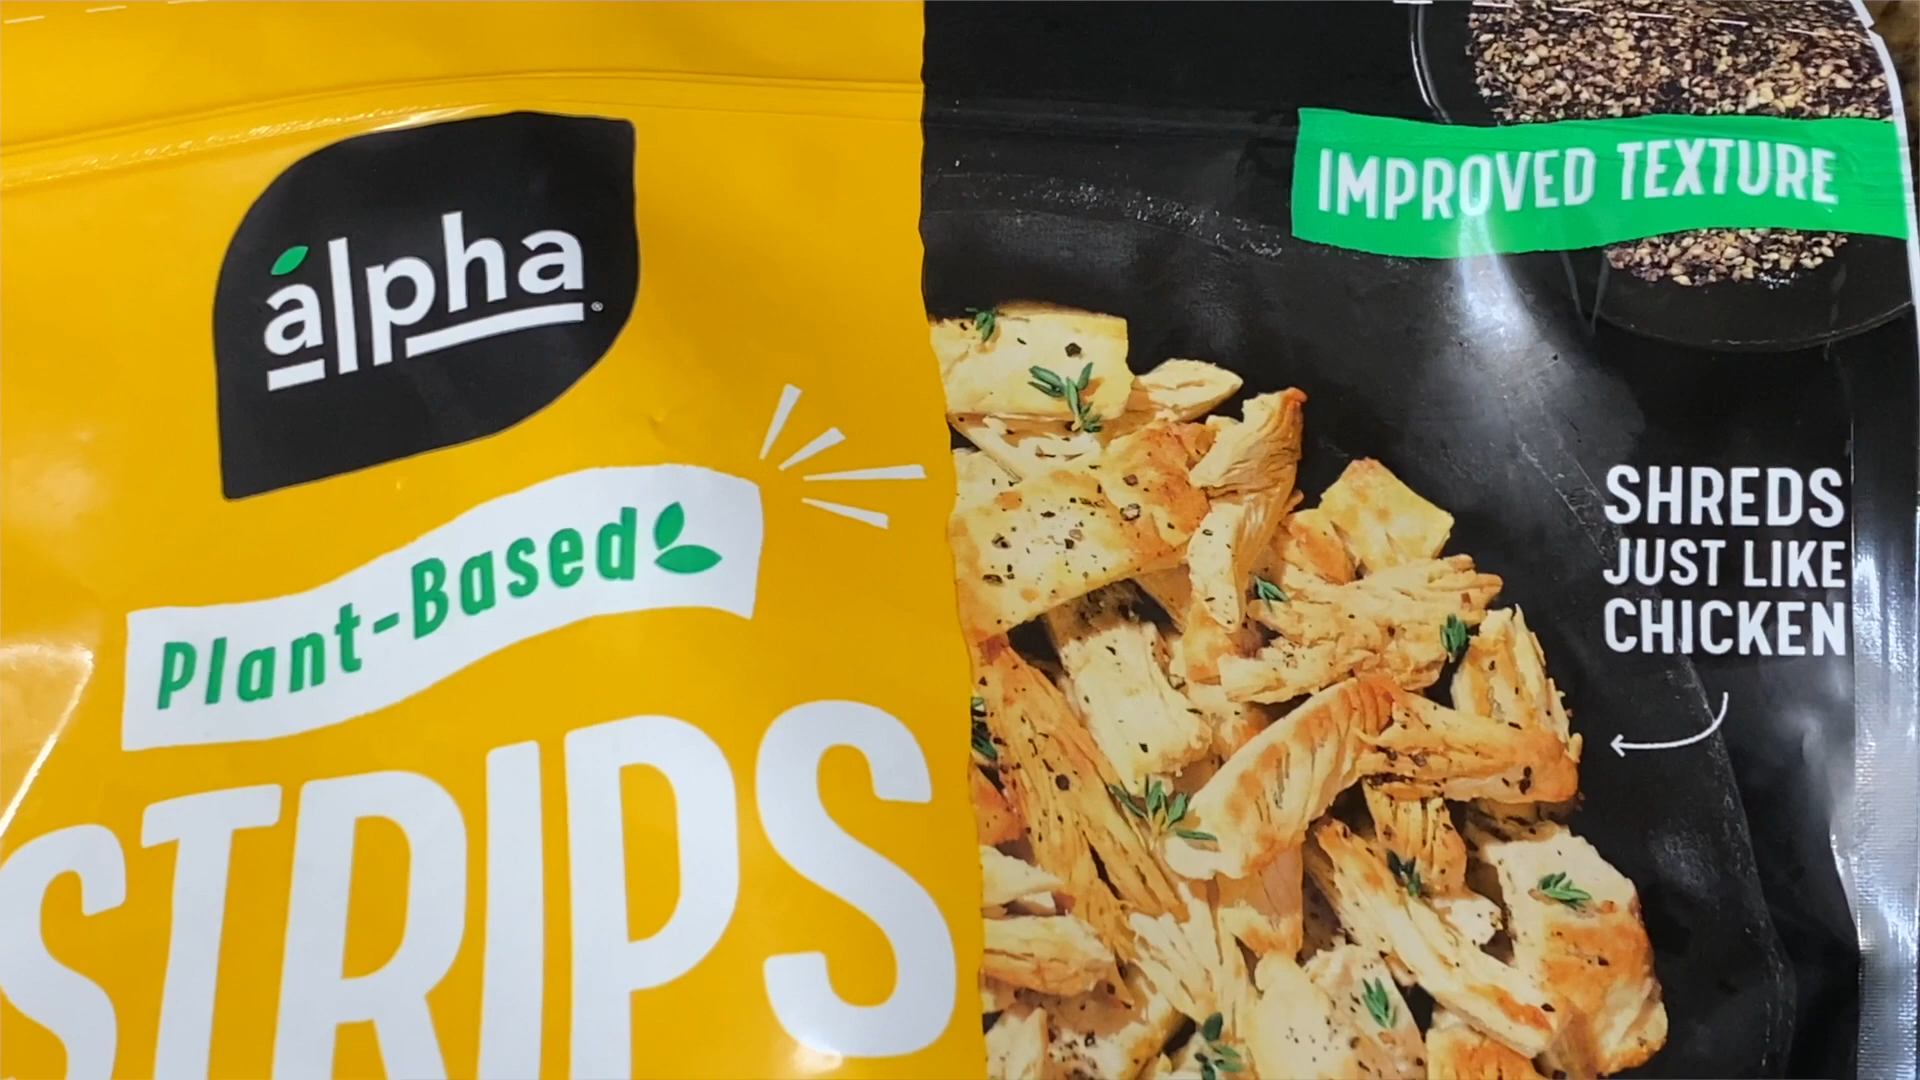 alpha
Plant-Based
STRIPS
IMPROVED TEXTURE
SHREDS
JUST LIKE
CHICKEN